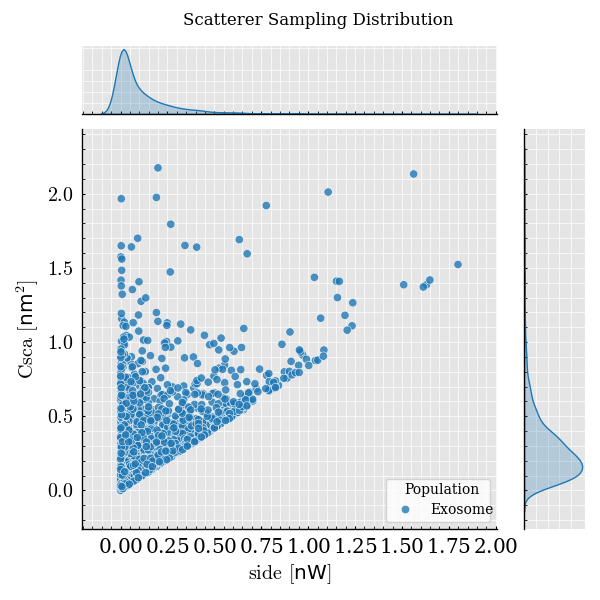 Scatterer Sampling Distribution
2.0
1.5
1.0
0.5
0.0
Csca [nm²]
Population
Exosome
0.00 0.25 0.50 0.75 1.00 1.25 1.50 1.75 2.00
side [nW]